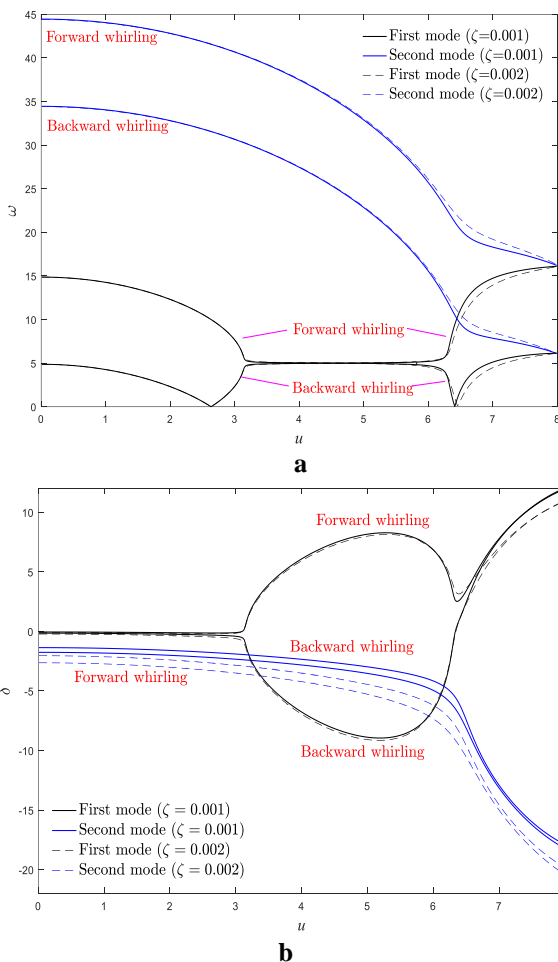 45
40
35
30
25
20
15
10
5
0
ω
Forward whirling
Backward whirling
First mode (ζ=0.001)
Second mode (ζ=0.001)
First mode (ζ=0.002)
Second mode (ζ=0.002)
Forward whirling
Backward whirling
0 1 2 3 4 5 6 7 8
u
a
10
5
0
-5
-10
-15
-20
δ
Forward whirling
Backward whirling
Forward whirling
Backward whirling
First mode (ζ = 0.001)
Second mode (ζ = 0.001)
First mode (ζ = 0.002)
Second mode (ζ = 0.002)
0 1 2 3 4 5 6 7
u
b